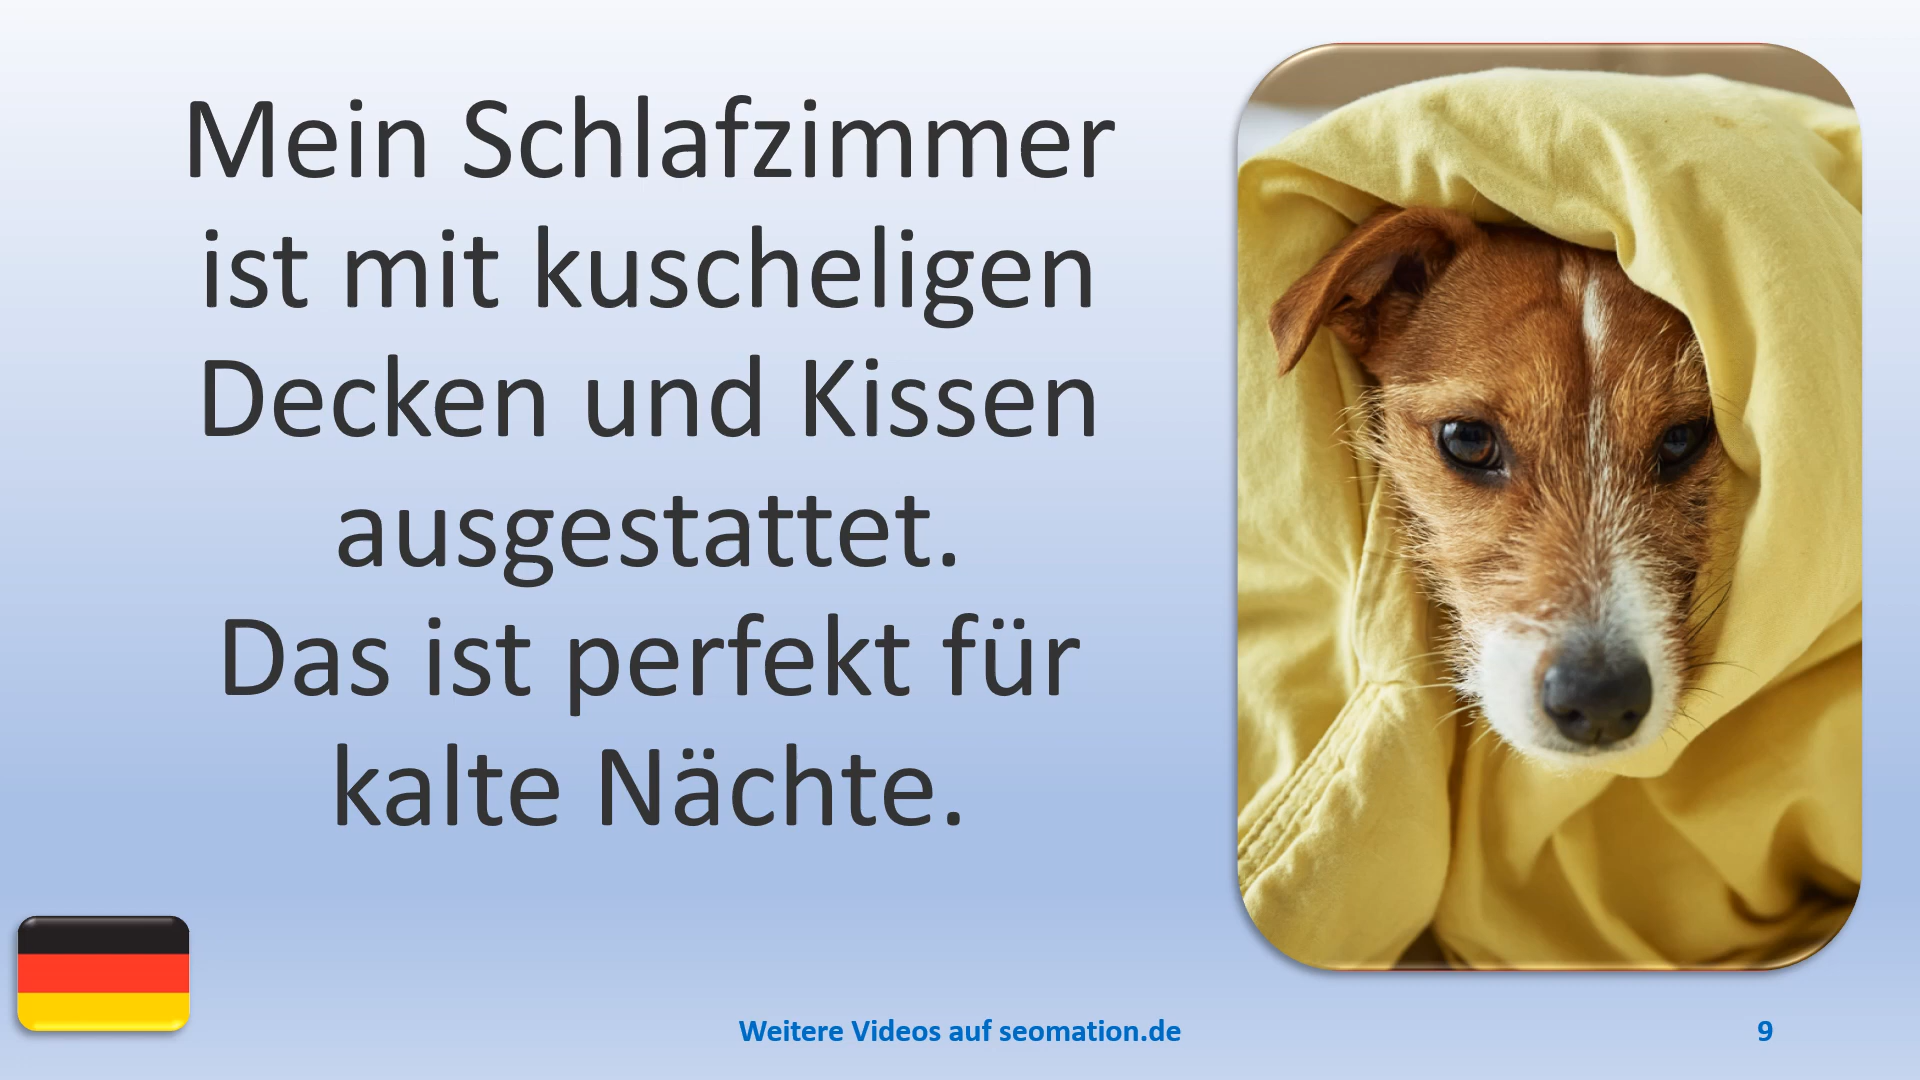 Mein Schlafzimmer
ist mit kuscheligen
Decken und Kissen
ausgestattet.
Das ist perfekt für
kalte Nächte.
Weitere Videos auf seomation.de
9